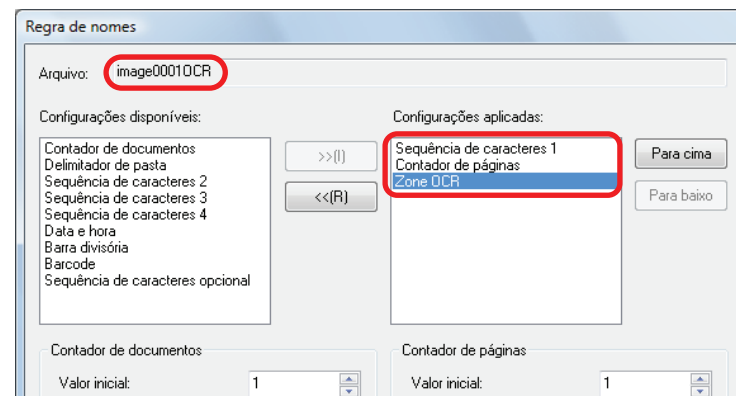 Regra de nomes
Arquivo: image0001OCR
Configurações disponíveis:
Contador de documentos
Delimitador de pasta
Sequência de caracteres 2
Sequência de caracteres 3
Sequência de caracteres 4
Data e hora
Barra divisória
Barcode
Sequência de caracteres opcional
>>(I)
<<(R)
Configurações aplicadas:
Sequência de caracteres 1
Contador de páginas
Zone OCR
Para cima
Para baixo
Contador de documentos
Valor inicial: 1
Contador de páginas
Valor inicial: 1